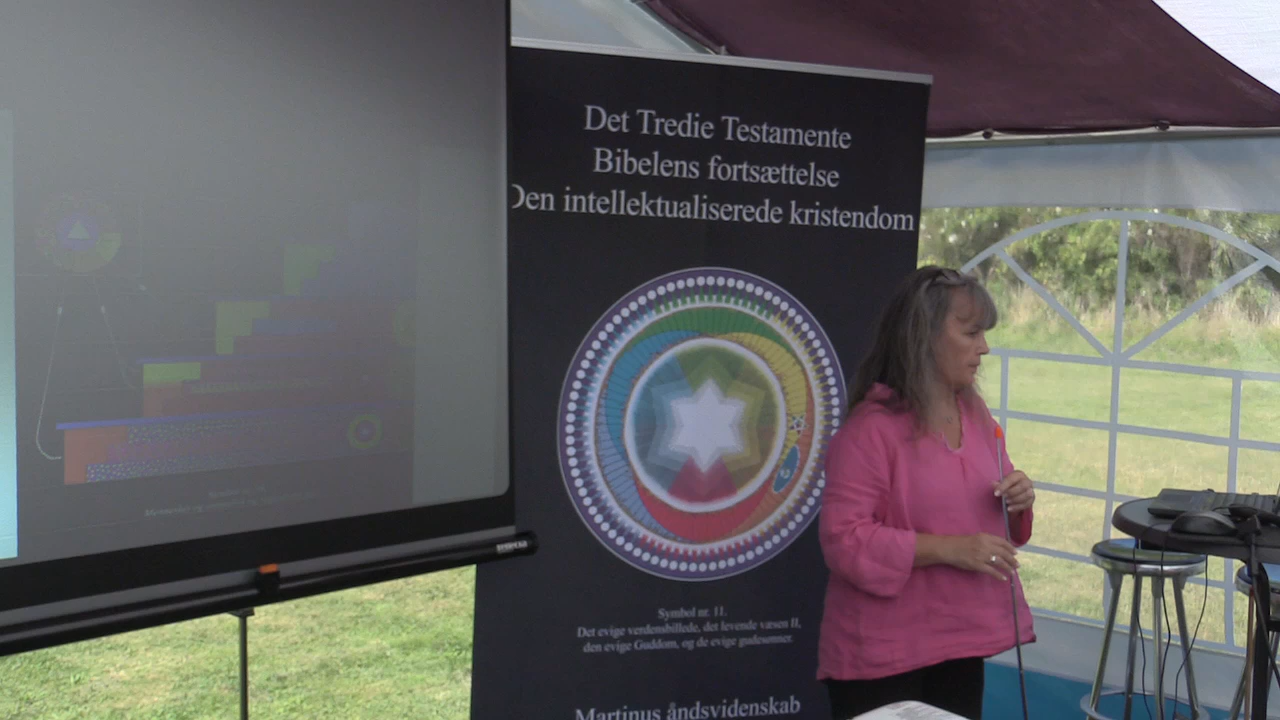 Det Tredie Testamente
Bibelens fortsættelse
Den intellektualiserede kristendom
Symbol nr. 11.
Det evige verdensbillede, det levende væsen II,
den evige Guddom, og de evige gudesønner.
Martinus åndsvidenskab